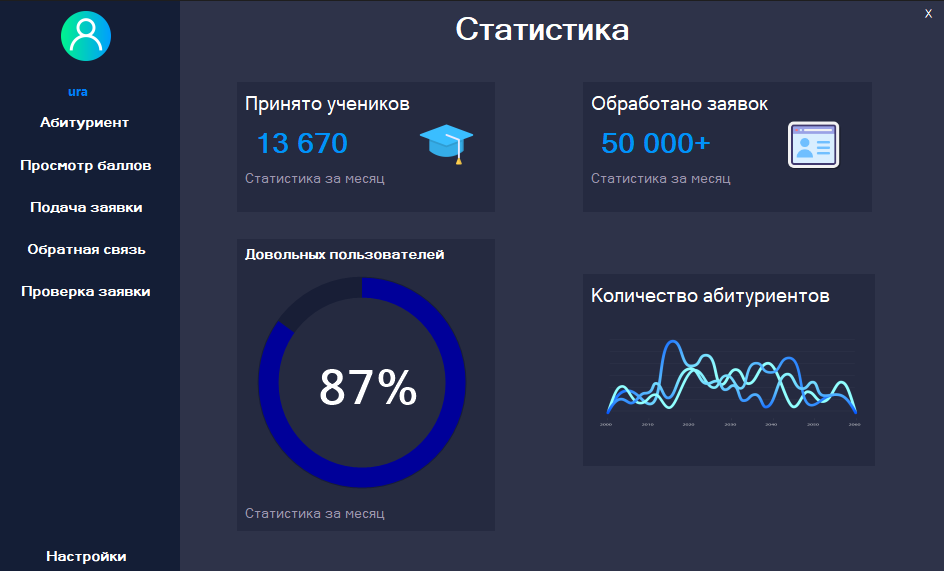 X
Статистика
ura
Абитуриент
Просмотр баллов
Подача заявки
Обратная связь
Проверка заявки
Настройки
Принято учеников
13 670
Статистика за месяц
Обработано заявок
50 000+
Статистика за месяц
Довольных пользователей
87%
Статистика за месяц
Количество абитуриентов
2000 2010 2020 2030 2040 2050 2060